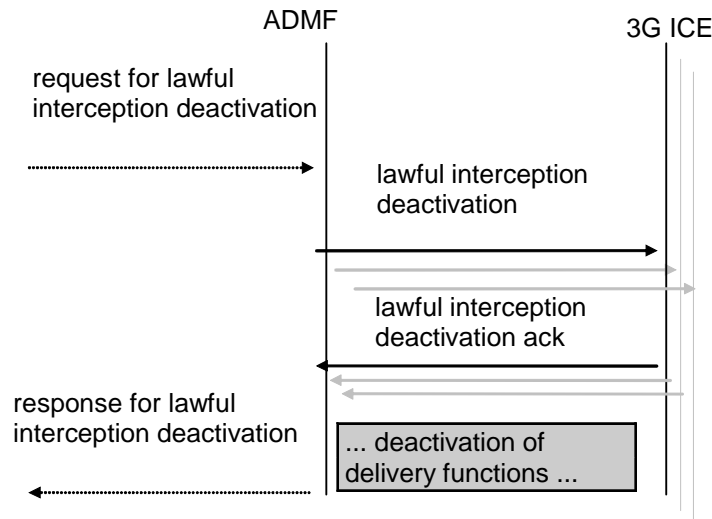 ADMF
3G ICE
request for lawful
interception deactivation
lawful interception
deactivation
lawful interception
deactivation ack
response for lawful
interception deactivation
... deactivation of
delivery functions ...